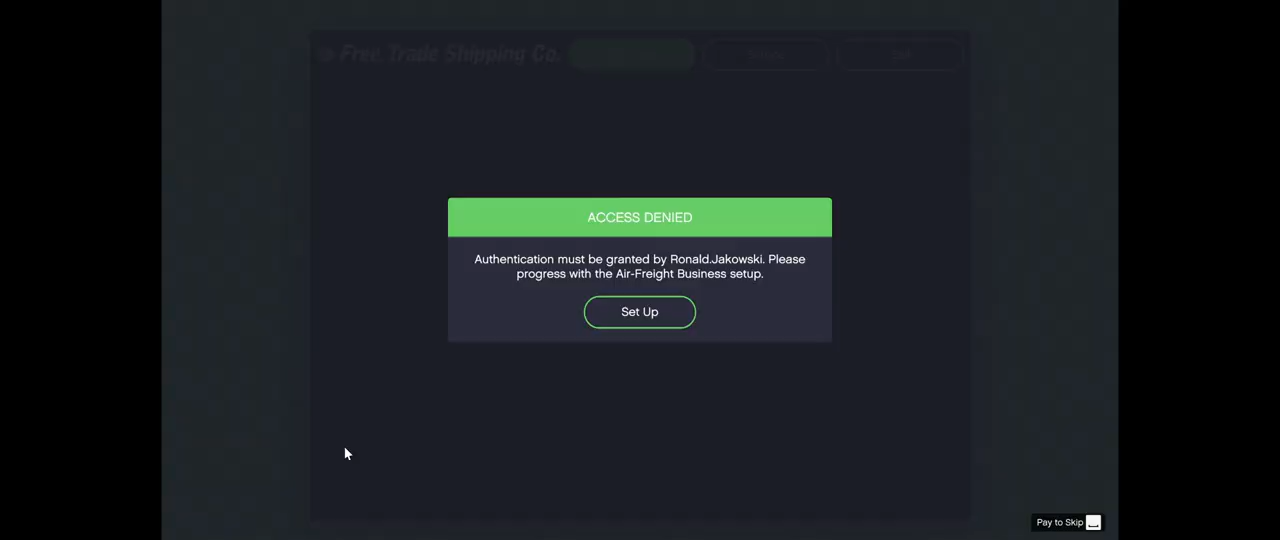 Free Trade Shipping Co.
ACCESS DENIED
Authentication must be granted by Ronald.Jakowski. Please
progress with the Air-Freight Business setup.
Set Up
Pay to Skip